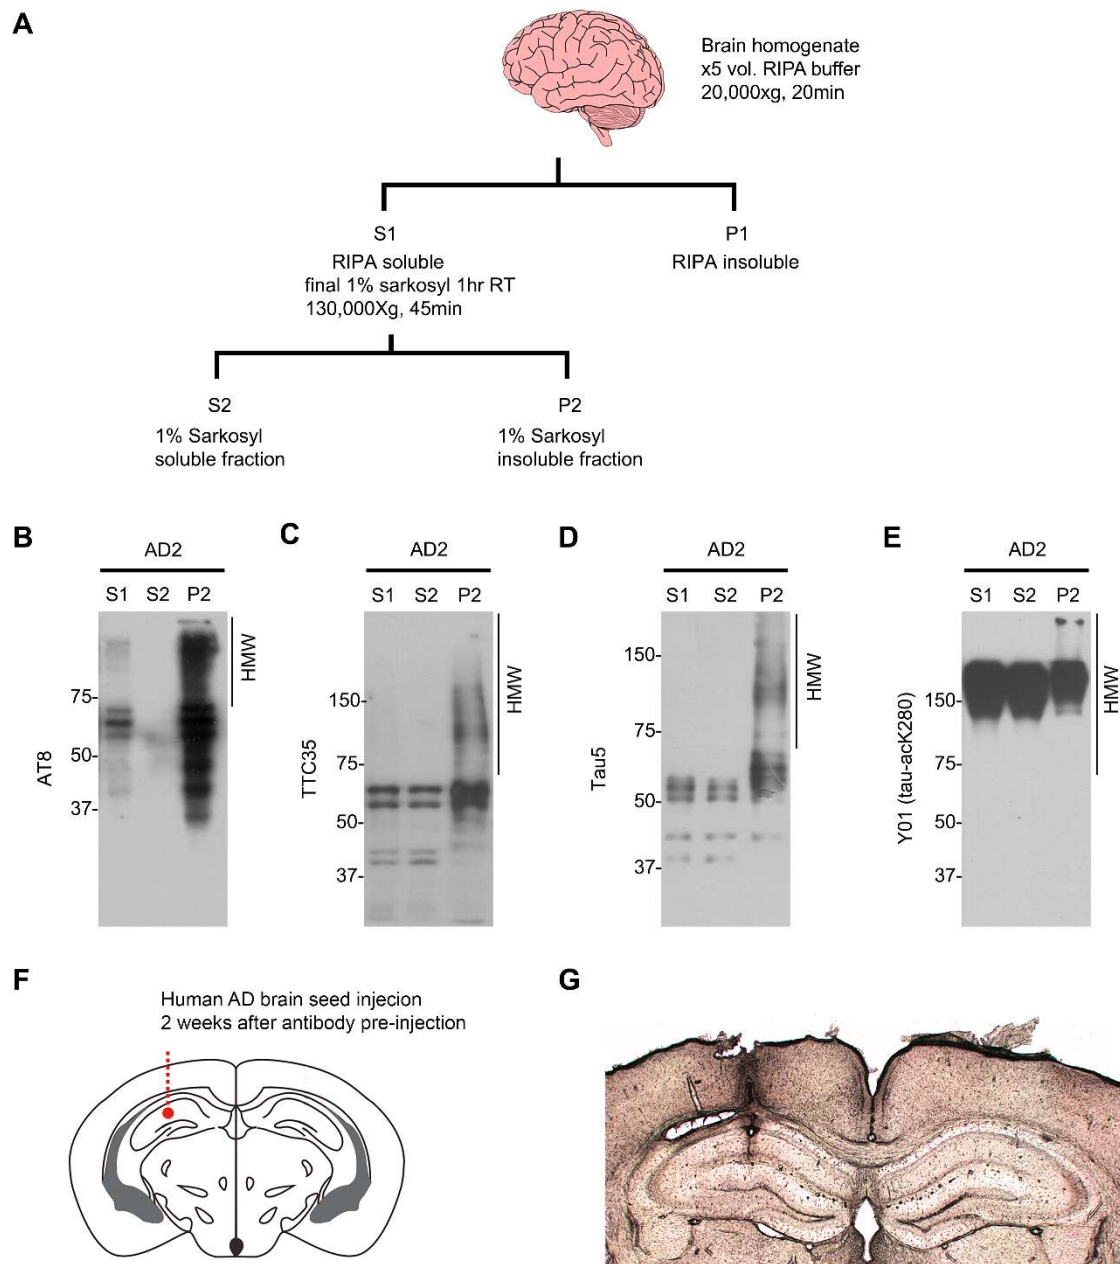 A
Brain homogenate
x5 vol. RIPA buffer
20,000xg, 20min
S1
P1
RIPA soluble
RIPA insoluble
final 1% sarkosyl 1hr RT
130,000Xg, 45min
S2
P2
1% Sarkosyl
soluble fraction
1% Sarkosyl
insoluble fraction
B
AD2
S1 S2 P2
HMW
75-
50-
37-
AT8
C
AD2
S1 S2 P2
HMW
150-
75-
50-
37-
TTC35
D
AD2
S1 S2 P2
HMW
150-
75-
50-
37-
Tau5
E
AD2
S1 S2 P2
HMW
150-
75-
50-
37-
Y01 (tau-acK280)
F
Human AD brain seed injecion
2 weeks after antibody pre-injection
G